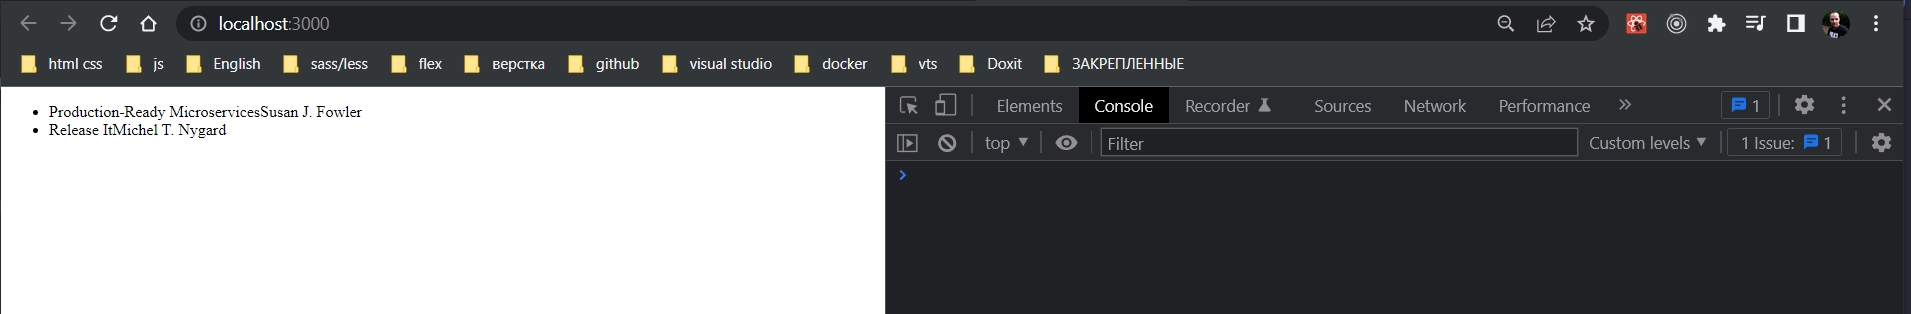 localhost:3000
html css js English sass/less flex верстка github visual studio docker vts Doxit ЗАКРЕПЛЕННЫЕ
Production-Ready MicroservicesSusan J. Fowler
Release ItMichel T. Nygard
Elements Console Recorder Sources Network Performance 1
top Filter Custom levels 1 Issue: 1